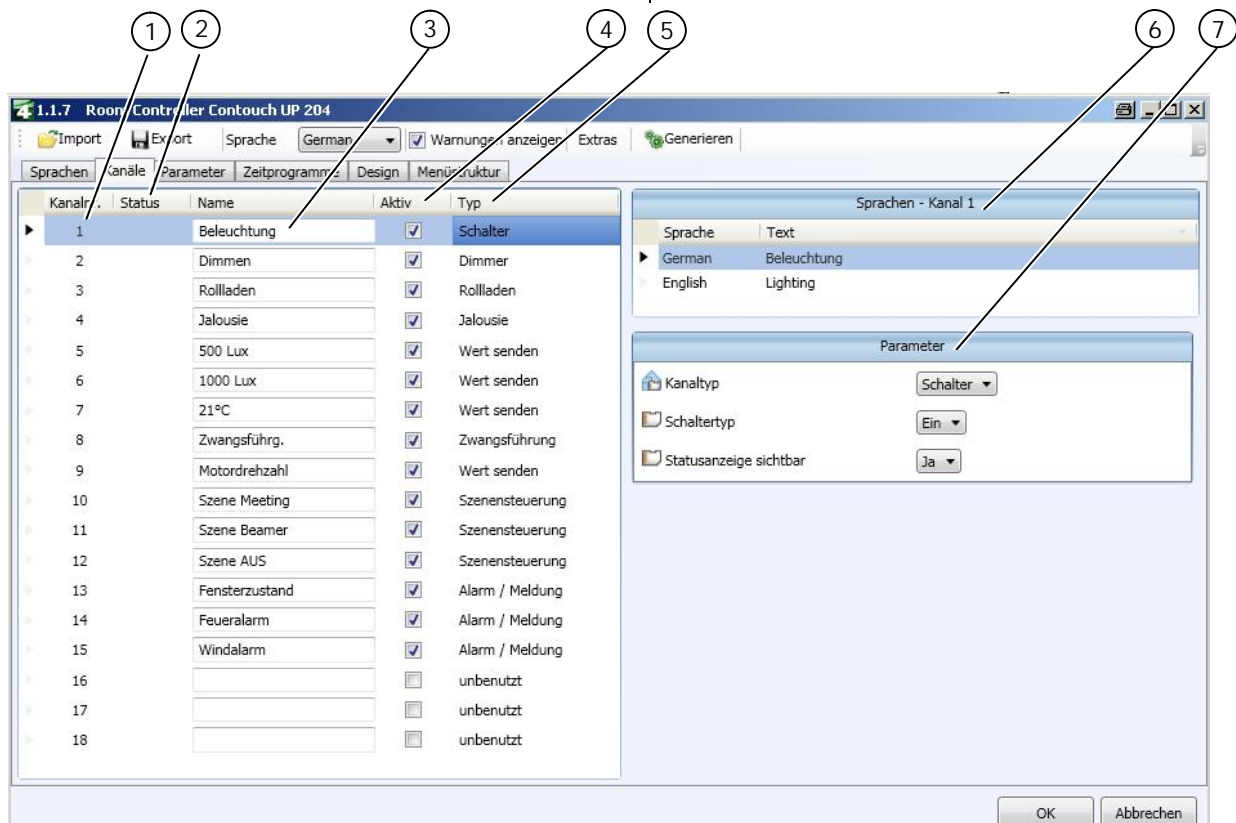 1 2 3 4 5 6 7
1.1.7 Room Controller Contouch UP 204
Import Export Sprache German Warnungen anzeigen Extras Generieren
Sprachen Kanäle Parameter Zeitprogramme Design Menüstruktur
Kanalnr. Status Name Aktiv Typ
1 Beleuchtung Schalter
2 Dimmen Dimmer
3 Rollladen Rollladen
4 Jalousie Jalousie
5 500 Lux Wert senden
6 1000 Lux Wert senden
7 21°C Wert senden
8 Zwangsführg. Zwangsführung
9 Motordrehzahl Wert senden
10 Szene Meeting Szenensteuerung
11 Szene Beamer Szenensteuerung
12 Szene AUS Szenensteuerung
13 Fensterzustand Alarm / Meldung
14 Feueralarm Alarm / Meldung
15 Windalarm Alarm / Meldung
16 unbenutzt
17 unbenutzt
18 unbenutzt
Sprachen - Kanal 1
Sprache Text
German Beleuchtung
English Lighting
Parameter
Kanaltyp Schalter
Schaltertyp Ein
Statusanzeige sichtbar Ja
OK Abbrechen